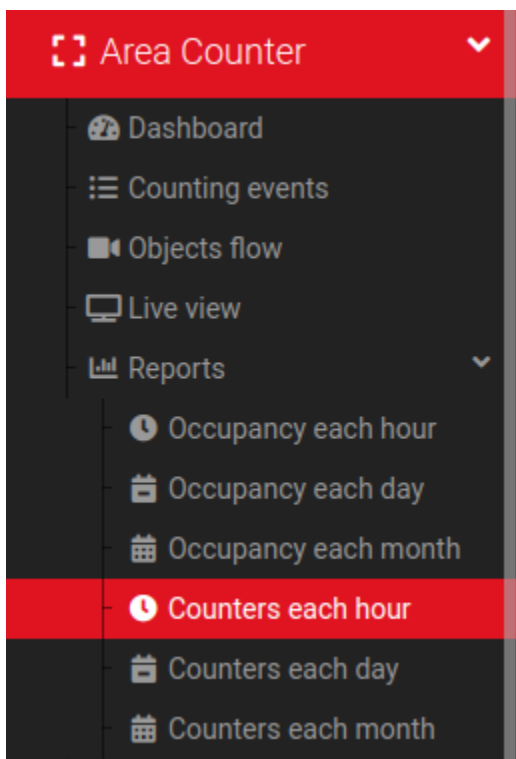 Area Counter
Dashboard
Counting events
Objects flow
Live view
Reports
Occupancy each hour
Occupancy each day
Occupancy each month
Counters each hour
Counters each day
Counters each month